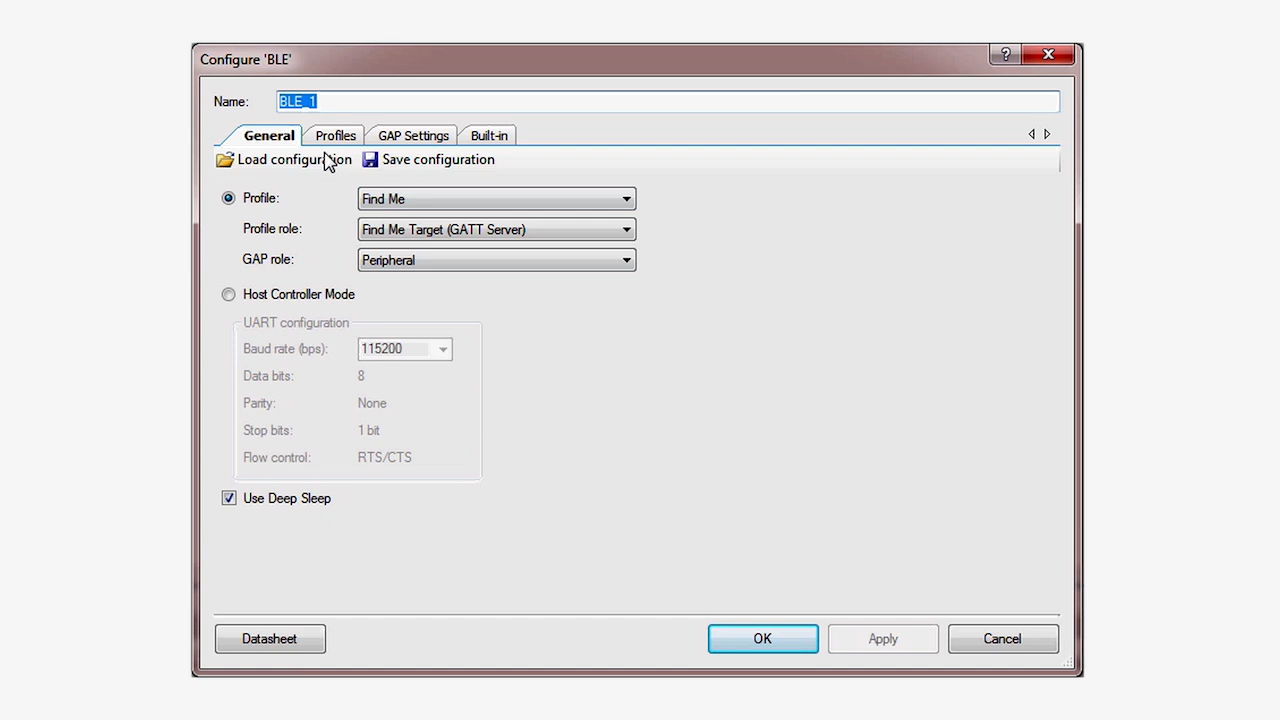 Configure 'BLE'
?
Name: BLE_1
General Profiles GAP Settings Built-in
Load configuration Save configuration
Profile: Find Me
Profile role: Find Me Target (GATT Server)
GAP role: Peripheral
Host Controller Mode
UART configuration
Baud rate (bps): 115200
Data bits: 8
Parity: None
Stop bits: 1 bit
Flow control: RTS/CTS
Use Deep Sleep
Datasheet OK Apply Cancel